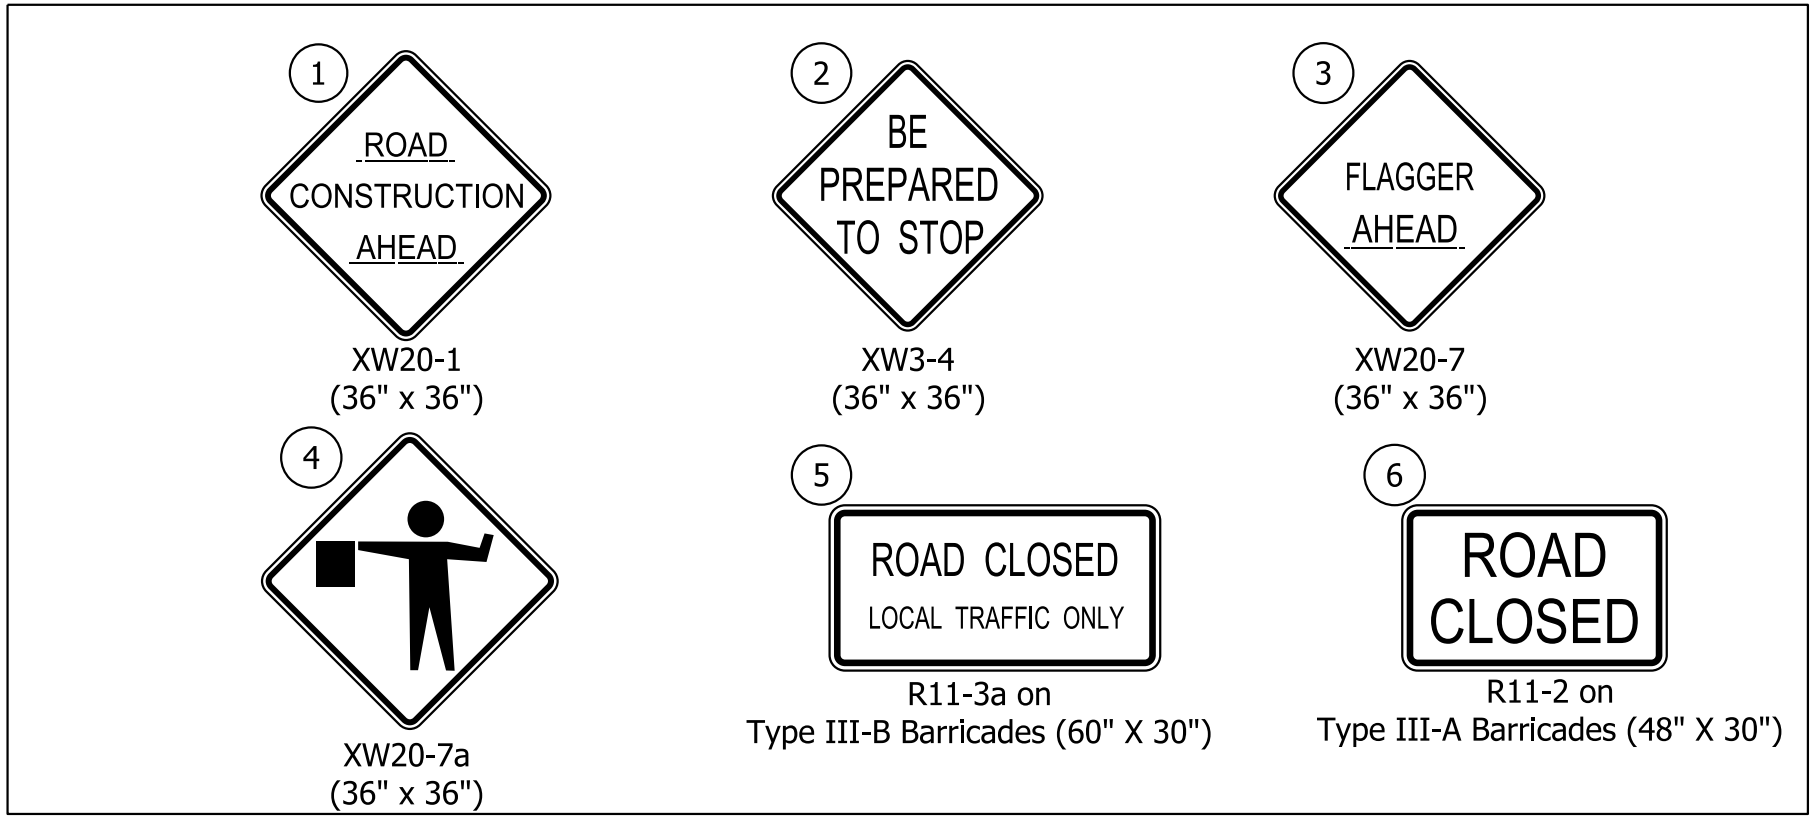 1
ROAD
CONSTRUCTION
AHEAD
XW20-1
(36" x 36")
2
BE
PREPARED
TO STOP
XW3-4
(36" x 36")
3
FLAGGER
AHEAD
XW20-7
(36" x 36")
4
XW20-7a
(36" x 36")
5
ROAD CLOSED
LOCAL TRAFFIC ONLY
R11-3a on
Type III-B Barricades (60" X 30")
6
ROAD
CLOSED
R11-2 on
Type III-A Barricades (48" X 30")